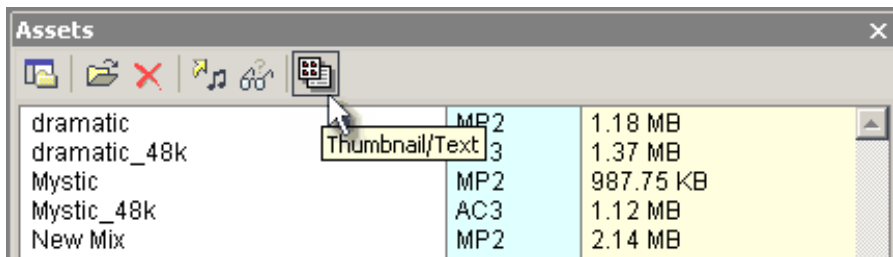 Assets
dramatic MP2 1.18 MB
Thumbnail/Text
dramatic_48k 3 1.37 MB
Mystic MP2 987.75 KB
Mystic_48k AC3 1.12 MB
New Mix MP2 2.14 MB